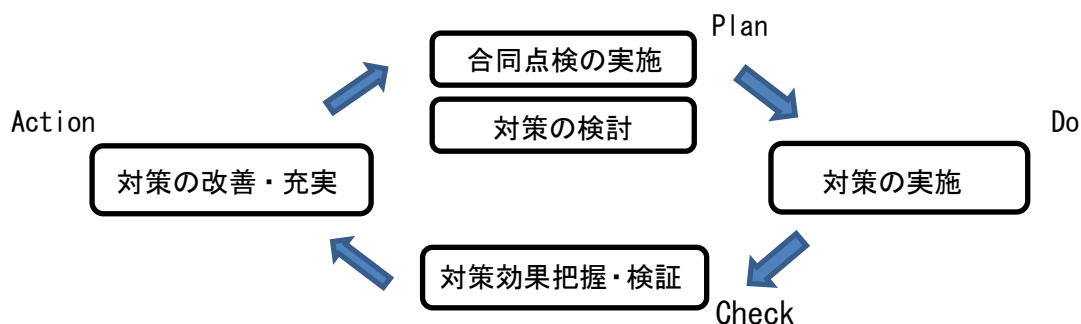 Plan
合同点検の実施
対策の検討
Action
対策の改善・充実
Do
対策の実施
対策効果把握・検証
Check